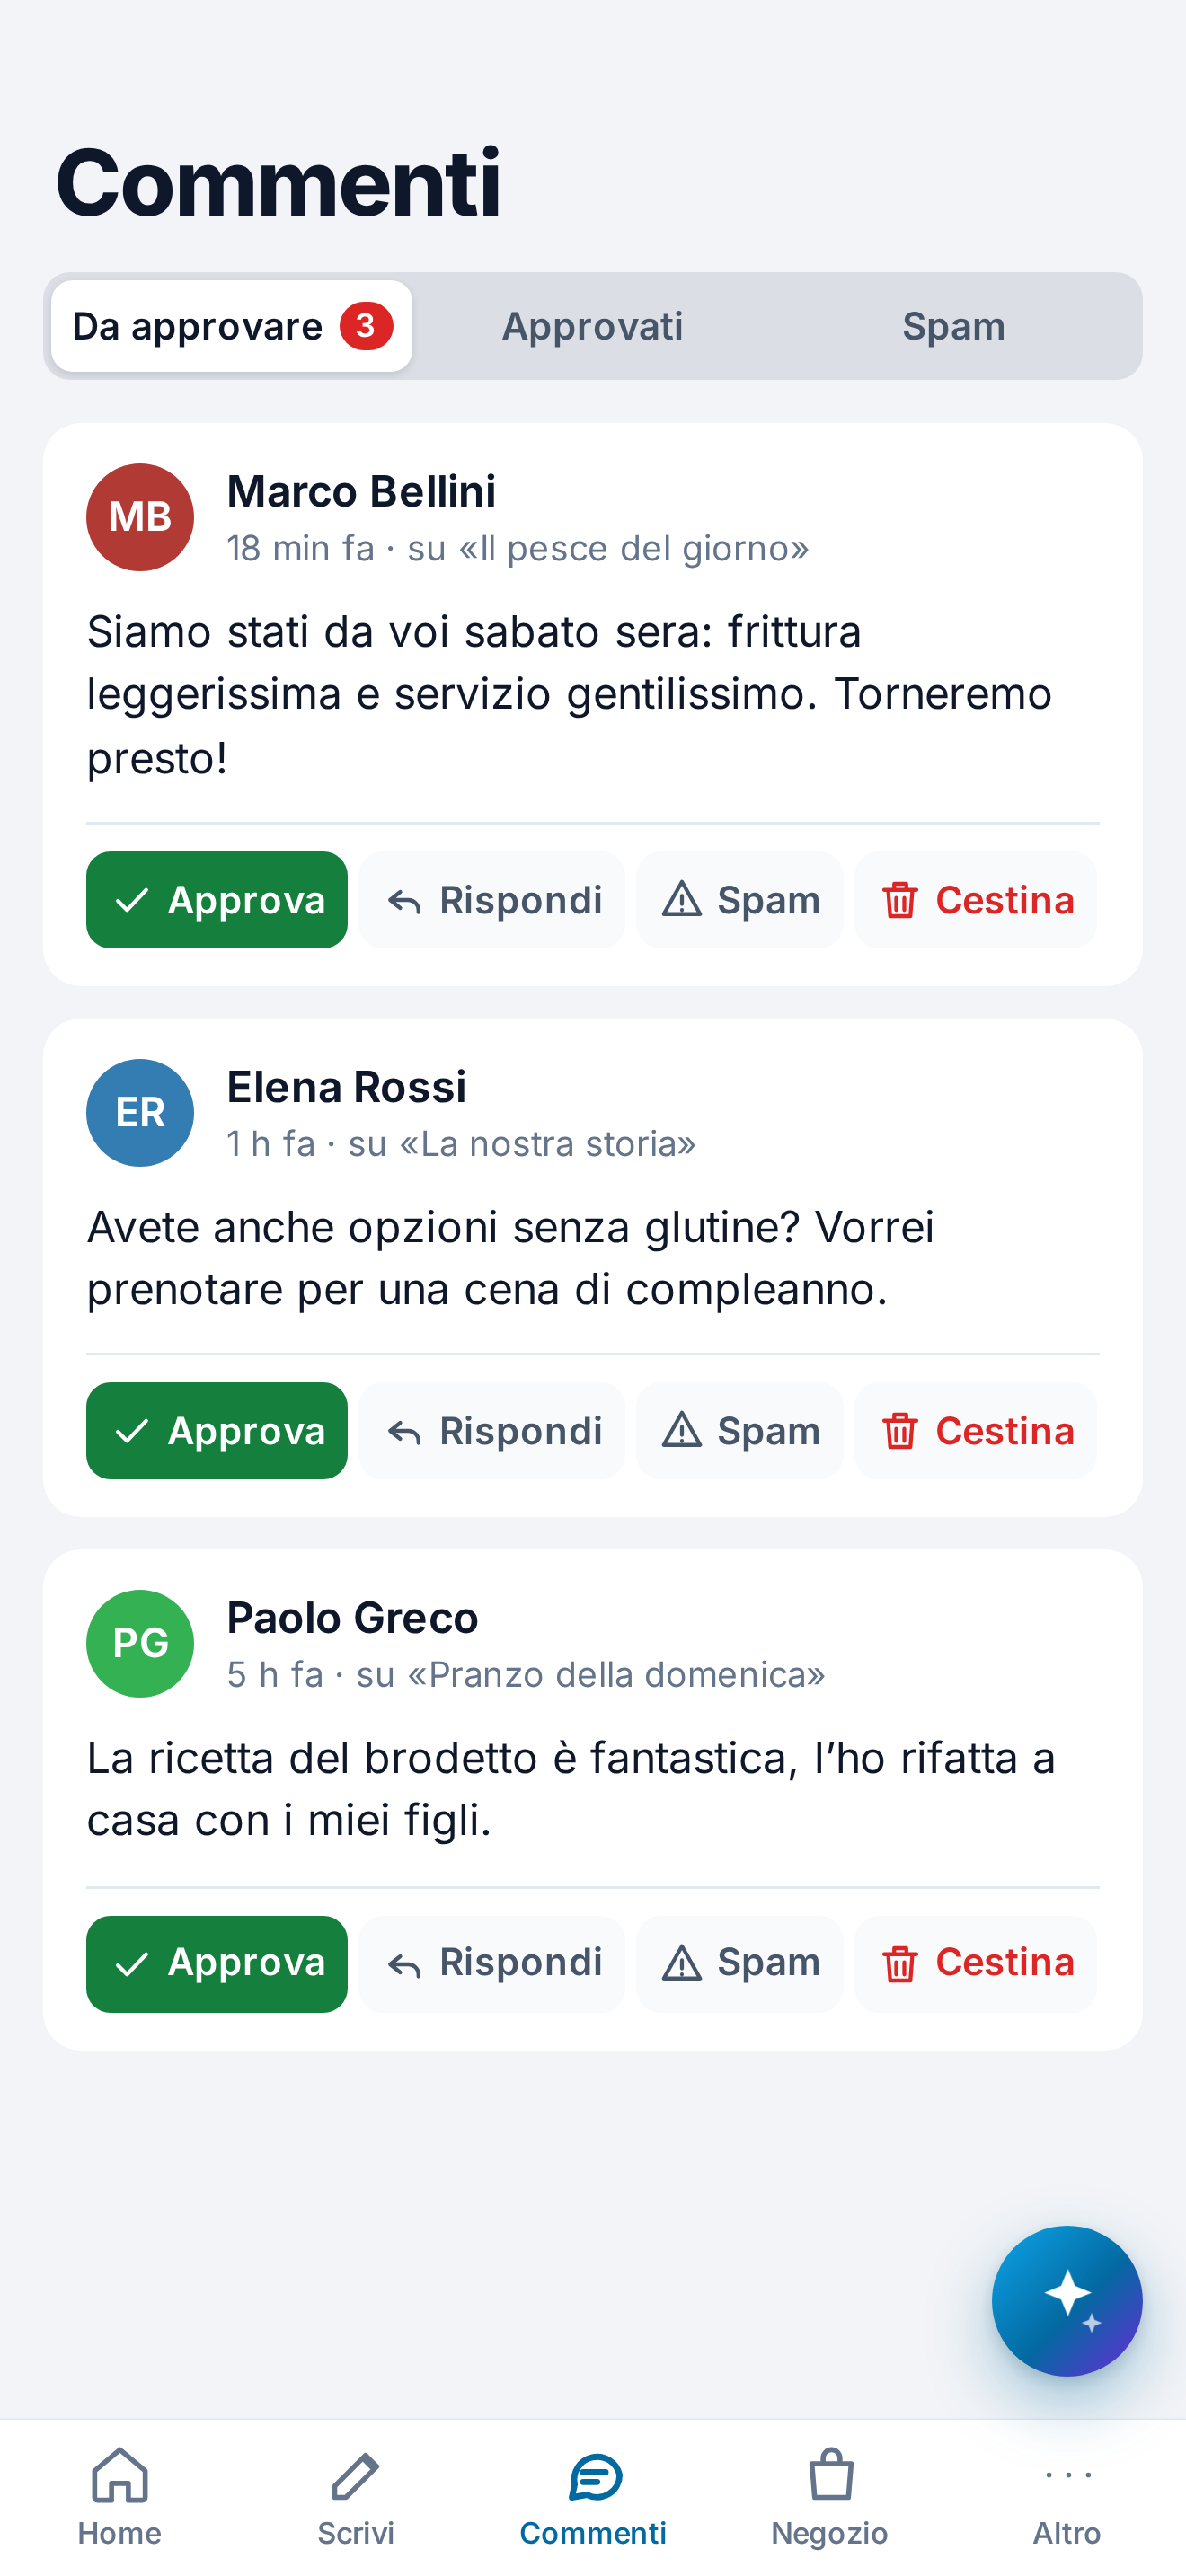 Commenti
Da approvare 3 Approvati Spam
MB Marco Bellini
18 min fa · su «Il pesce del giorno»
Siamo stati da voi sabato sera: frittura
leggerissima e servizio gentilissimo. Torneremo
presto!
Approva Rispondi Spam Cestina
ER Elena Rossi
1 h fa · su «La nostra storia»
Avete anche opzioni senza glutine? Vorrei
prenotare per una cena di compleanno.
Approva Rispondi Spam Cestina
PG Paolo Greco
5 h fa · su «Pranzo della domenica»
La ricetta del brodetto è fantastica, l’ho rifatta a
casa con i miei figli.
Approva Rispondi Spam Cestina
Home Scrivi Commenti Negozio Altro